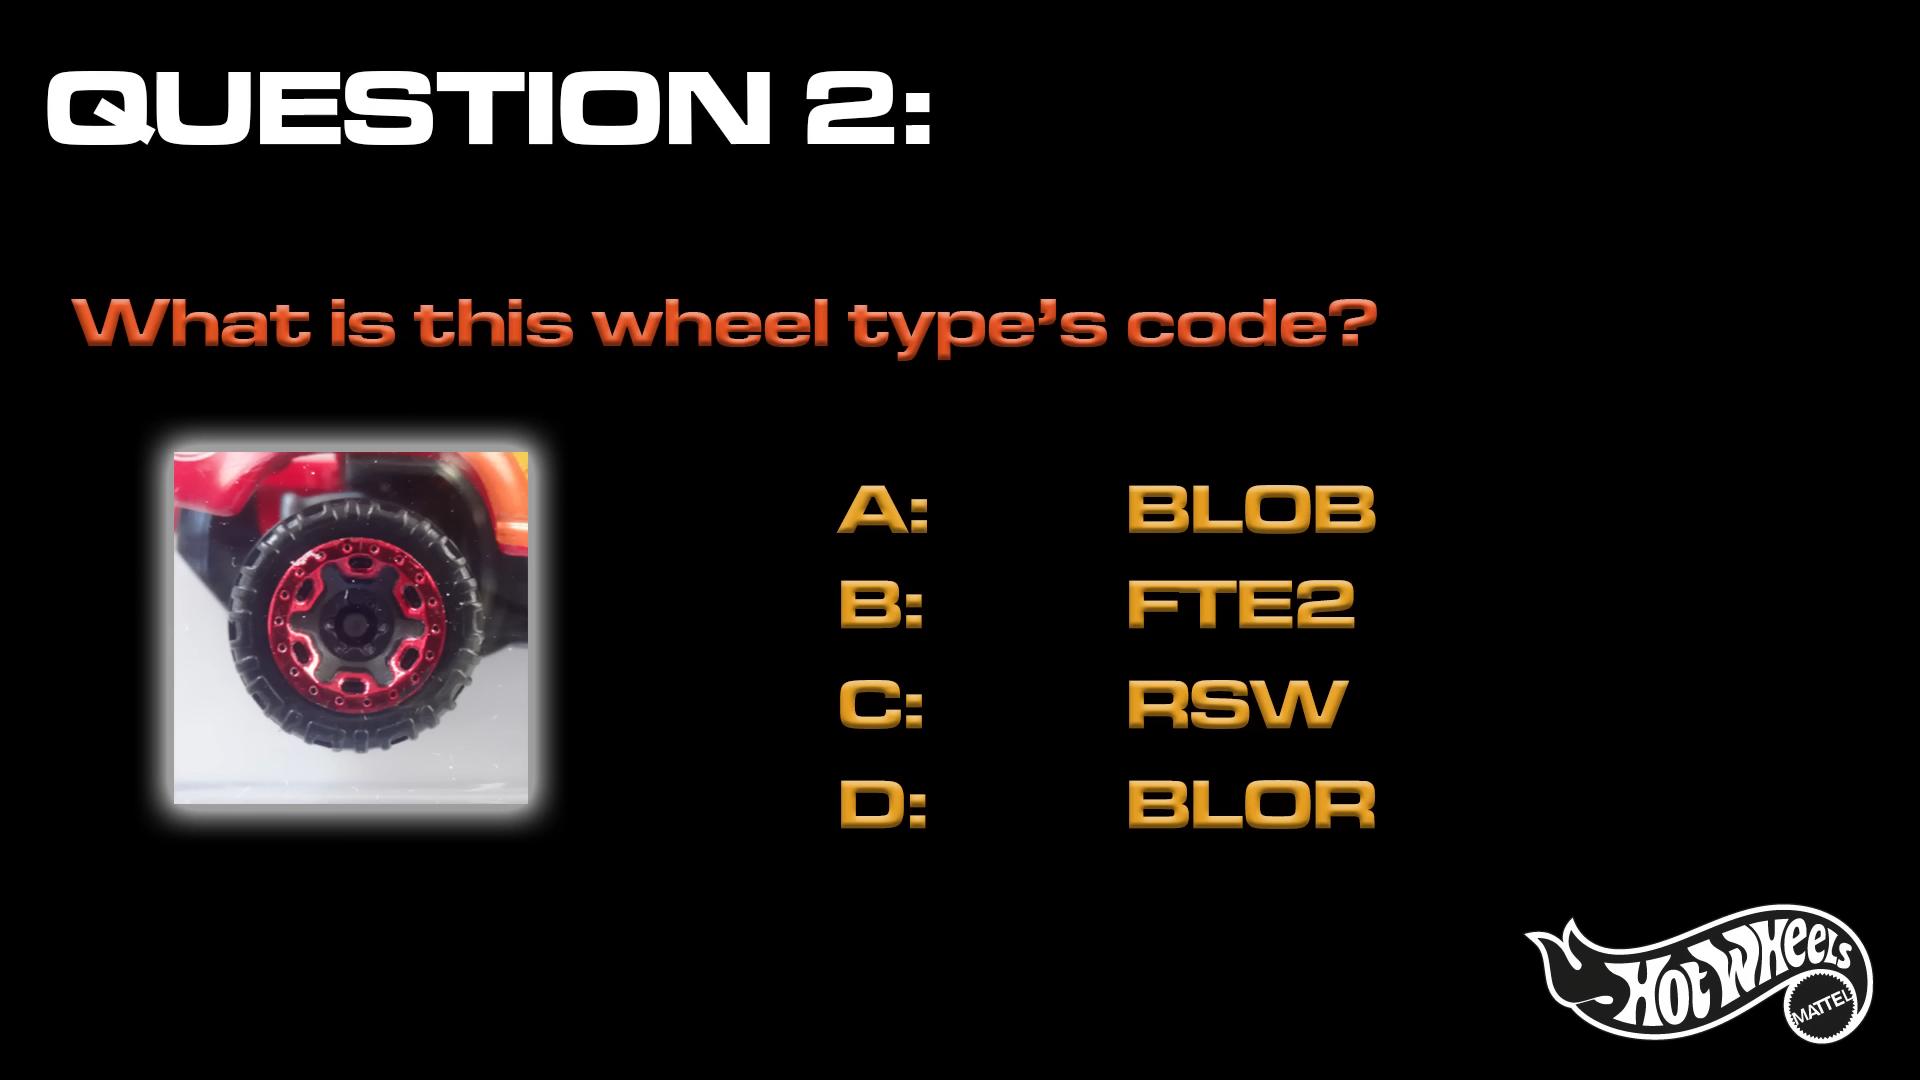 QUESTION 2:
What is this wheel type’s code?
A: BLOB
B: FTE2
C: RSW
D: BLOR
Hot Wheels
MATTEL